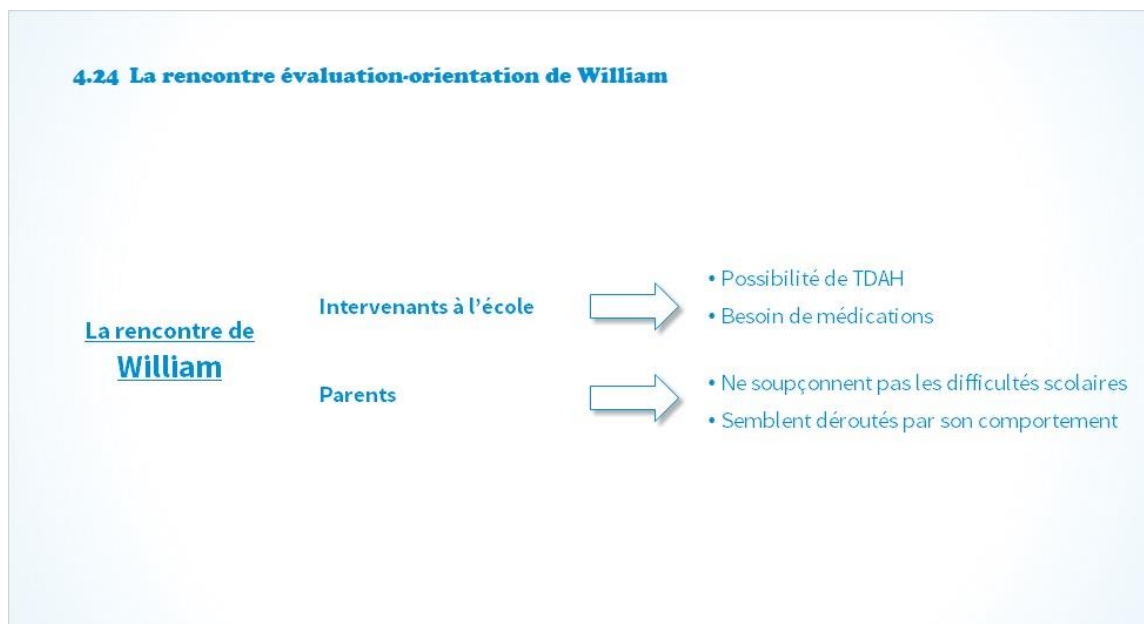 4.24 La rencontre évaluation-orientation de William
La rencontre de
William
Intervenants à l'école
• Possibilité de TDAH
• Besoin de médications
Parents
• Ne soupçonnent pas les difficultés scolaires
• Semblent déroutés par son comportement